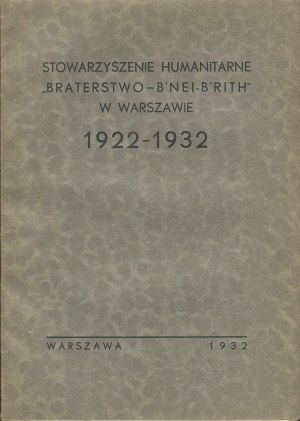 STOWARZYSZENIE HUMANITARNE
„BRATERSTWO–B'NEI-B'RITH"
W WARSZAWIE
1922-1932
WARSZAWA 1932